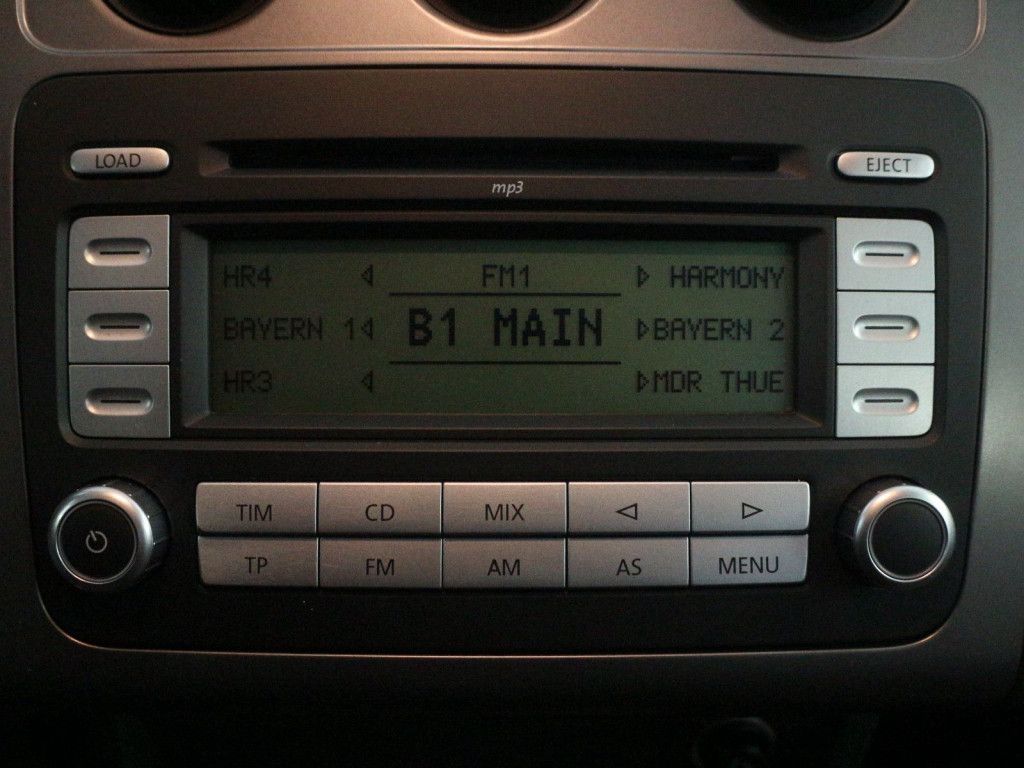 LOAD EJECT
mp3
HR4 FM1 HARMONY
BAYERN 1 B1 MAIN BAYERN 2
HR3 MDR THUE
TIM CD MIX
TP FM AM AS MENU